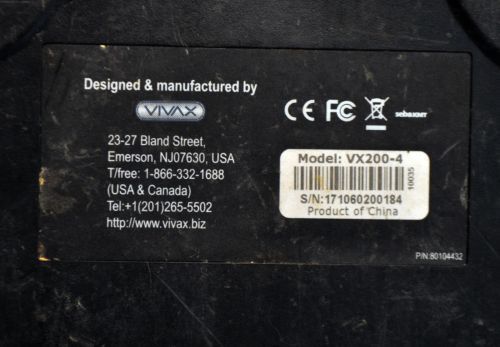 Designed & manufactured by
VIVAX
23-27 Bland Street,
Emerson, NJ07630, USA
T/free: 1-866-332-1688
(USA & Canada)
Tel:+1(201)265-5502
http://www.vivax.biz
CE FC
Model: VX200-4
10035
S/N:171060200184
Product of China
P/N:80104432